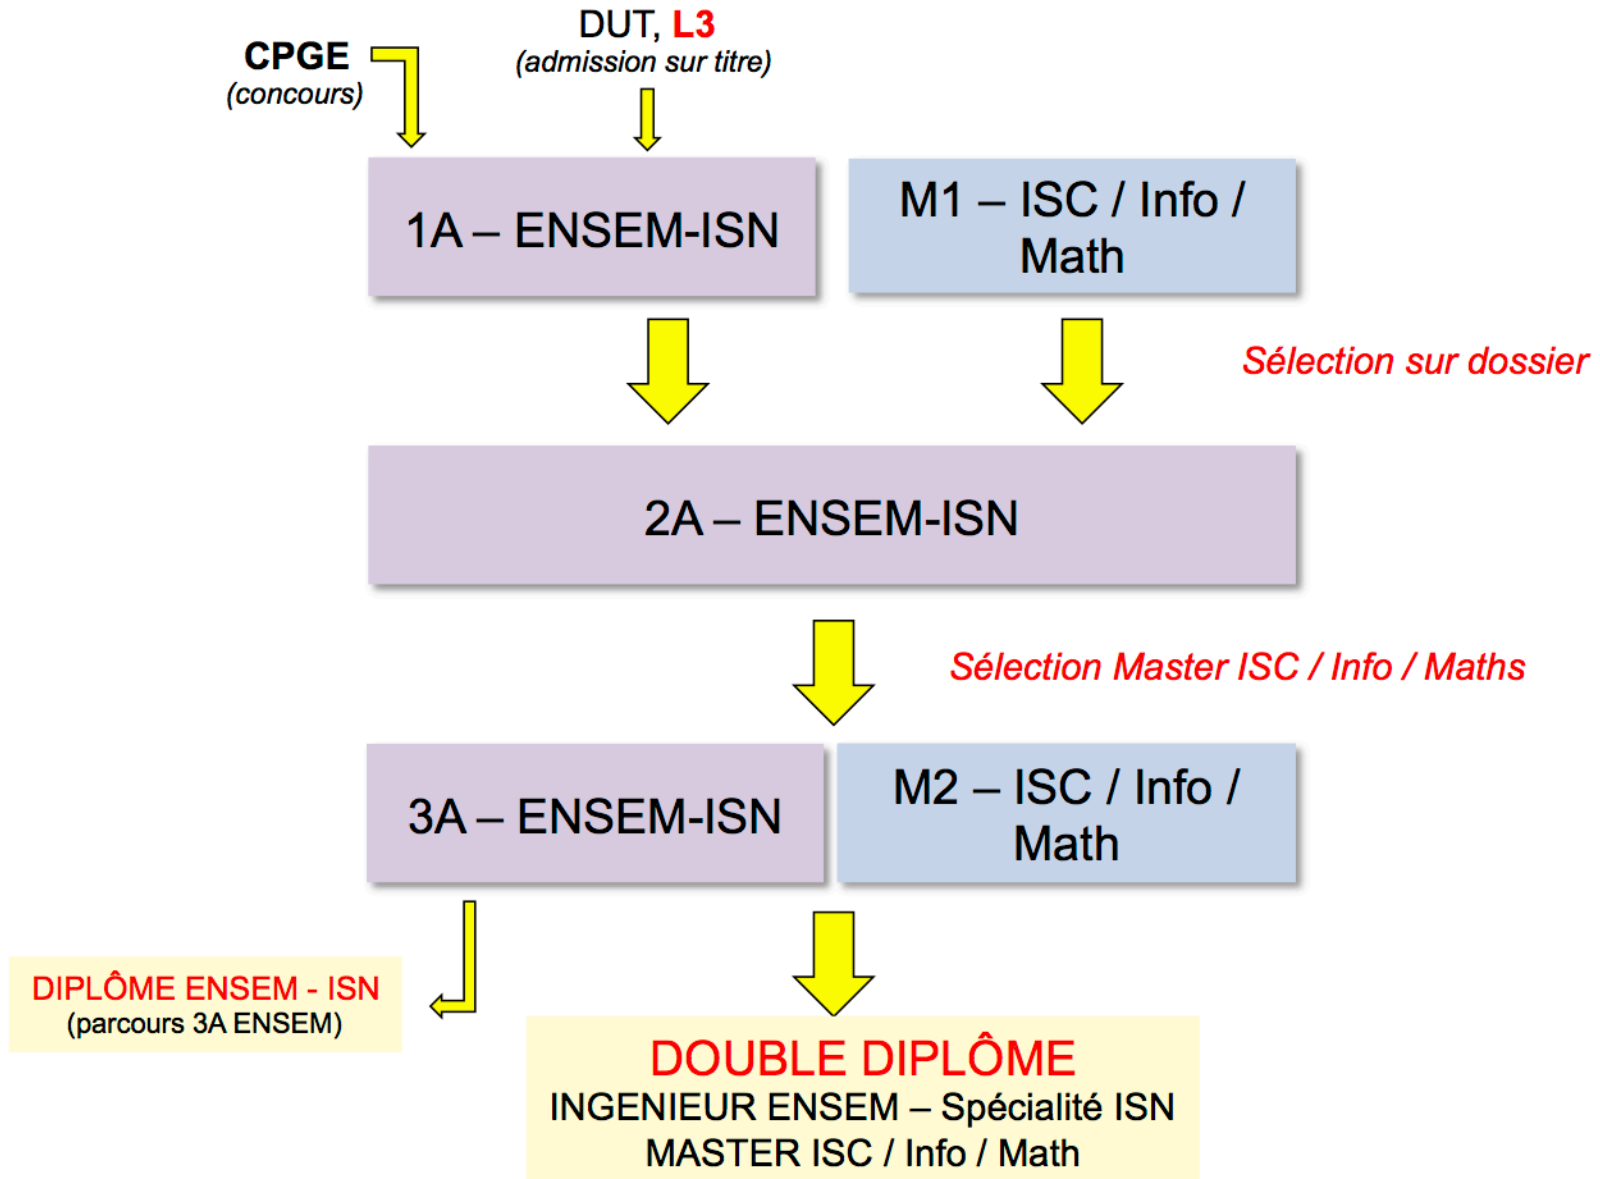 CPGE
(concours)
DUT, L3
(admission sur titre)
1A – ENSEM-ISN
M1 – ISC / Info /
Math
Sélection sur dossier
2A – ENSEM-ISN
Sélection Master ISC / Info / Maths
3A – ENSEM-ISN
M2 – ISC / Info /
Math
DIPLÔME ENSEM - ISN
(parcours 3A ENSEM)
DOUBLE DIPLÔME
INGENIEUR ENSEM – Spécialité ISN
MASTER ISC / Info / Math